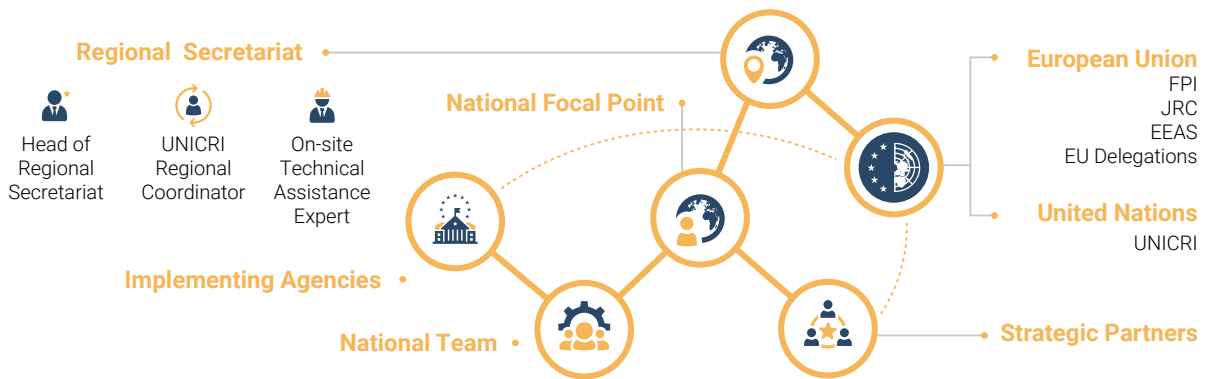 Regional Secretariat
Head of
Regional
Secretariat
UNICRI
Regional
Coordinator
On-site
Technical
Assistance
Expert
National Focal Point
European Union
FPI
JRC
EEAS
EU Delegations
United Nations
UNICRI
Implementing Agencies
National Team
Strategic Partners